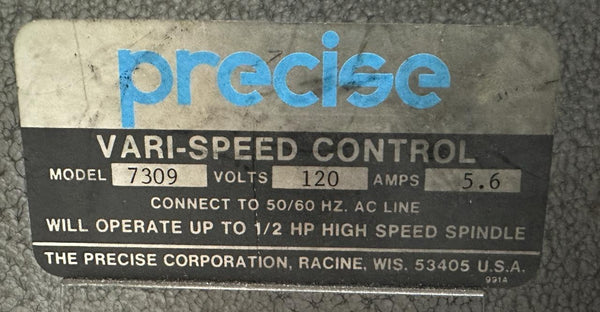 precise
VARI-SPEED CONTROL
MODEL 7309 VOLTS 120 AMPS 5.6
CONNECT TO 50/60 HZ. AC LINE
WILL OPERATE UP TO 1/2 HP HIGH SPEED SPINDLE
THE PRECISE CORPORATION, RACINE, WIS. 53405 U.S.A.
991A